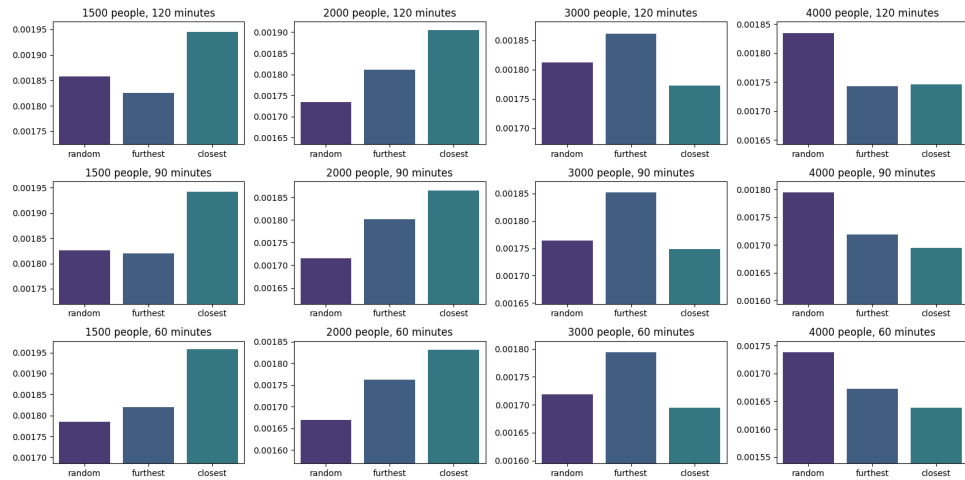 1500 people, 120 minutes
0.00195
0.00190
0.00185
0.00180
0.00175
random furthest closest
2000 people, 120 minutes
0.00190
0.00185
0.00180
0.00175
0.00170
0.00165
random furthest closest
3000 people, 120 minutes
0.00185
0.00180
0.00175
0.00170
random furthest closest
4000 people, 120 minutes
0.00185
0.00180
0.00175
0.00170
0.00165
random furthest closest
1500 people, 90 minutes
0.00195
0.00190
0.00185
0.00180
0.00175
random furthest closest
2000 people, 90 minutes
0.00185
0.00180
0.00175
0.00170
0.00165
random furthest closest
3000 people, 90 minutes
0.00185
0.00180
0.00175
0.00170
0.00165
random furthest closest
4000 people, 90 minutes
0.00180
0.00175
0.00170
0.00165
0.00160
random furthest closest
1500 people, 60 minutes
0.00195
0.00190
0.00185
0.00180
0.00175
0.00170
random furthest closest
2000 people, 60 minutes
0.00185
0.00180
0.00175
0.00170
0.00165
0.00160
random furthest closest
3000 people, 60 minutes
0.00180
0.00175
0.00170
0.00165
0.00160
random furthest closest
4000 people, 60 minutes
0.00175
0.00170
0.00165
0.00160
0.00155
random furthest closest